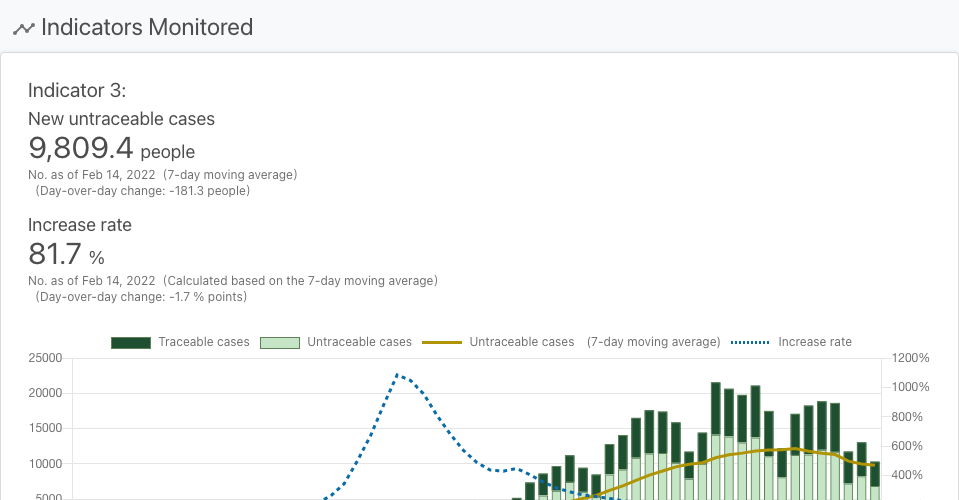 Indicators Monitored
Indicator 3:
New untraceable cases
9,809.4 people
No. as of Feb 14, 2022 (7-day moving average)
(Day-over-day change: -181.3 people)
Increase rate
81.7 %
No. as of Feb 14, 2022 (Calculated based on the 7-day moving average)
(Day-over-day change: -1.7 % points)
Traceable cases Untraceable cases Untraceable cases (7-day moving average) Increase rate
25000 1200%
20000 1000%
15000 800%
10000 600%
5000 400%